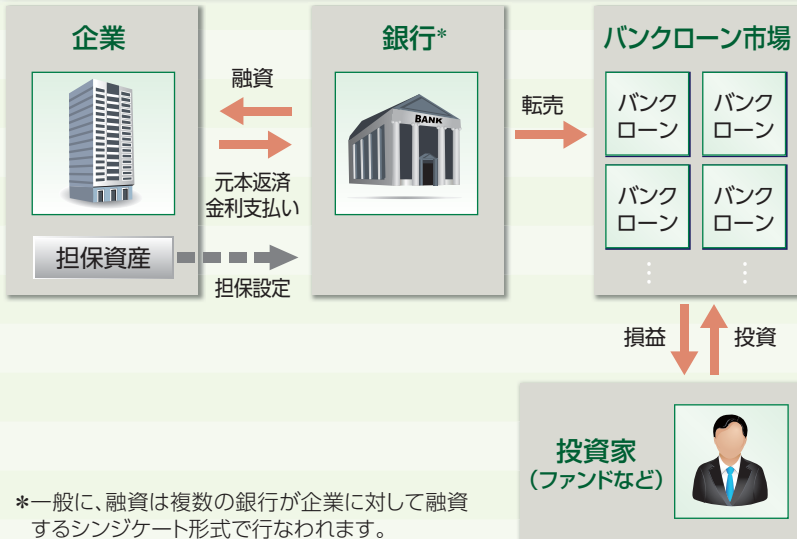 企業
銀行*
バンクローン市場
融資
BANK
転売
バンク
ローン
バンク
ローン
元本返済
金利支払い
バンク
ローン
バンク
ローン
担保資産
担保設定
損益
投資
投資家
(ファンドなど)
*一般に、融資は複数の銀行が企業に対して融資
するシンジケート形式で行なわれます。